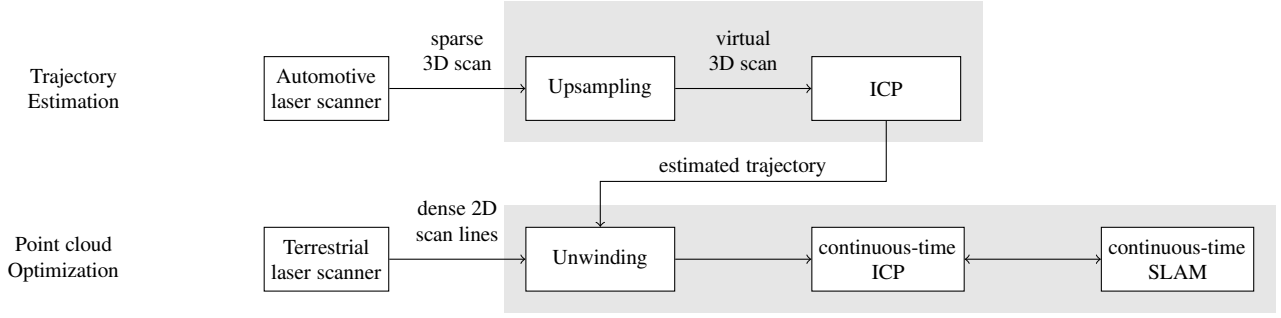 Trajectory
Estimation
Automotive
laser scanner
sparse
3D scan
Upsampling
virtual
3D scan
ICP
estimated trajectory
Point cloud
Optimization
Terrestrial
laser scanner
dense 2D
scan lines
Unwinding
continuous-time
ICP
continuous-time
SLAM